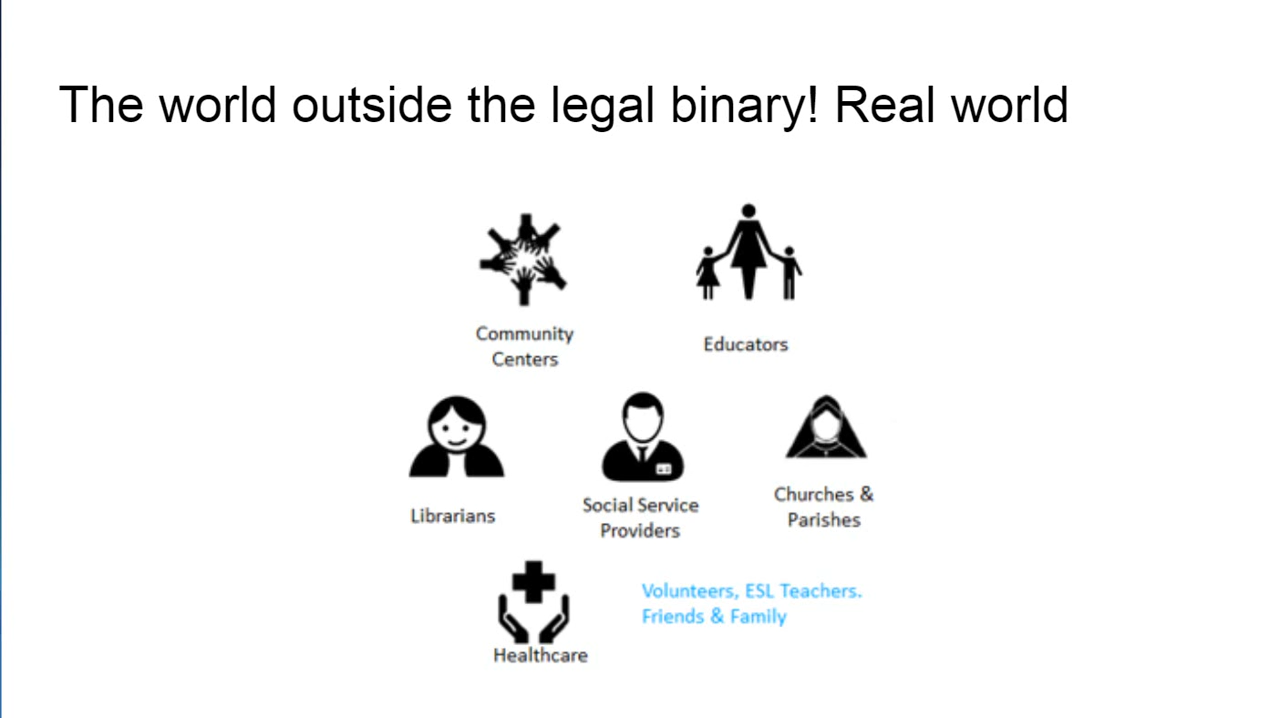 The world outside the legal binary! Real world
Community
Centers
Educators
Librarians
Social Service
Providers
Churches &
Parishes
Healthcare
Volunteers, ESL Teachers.
Friends & Family